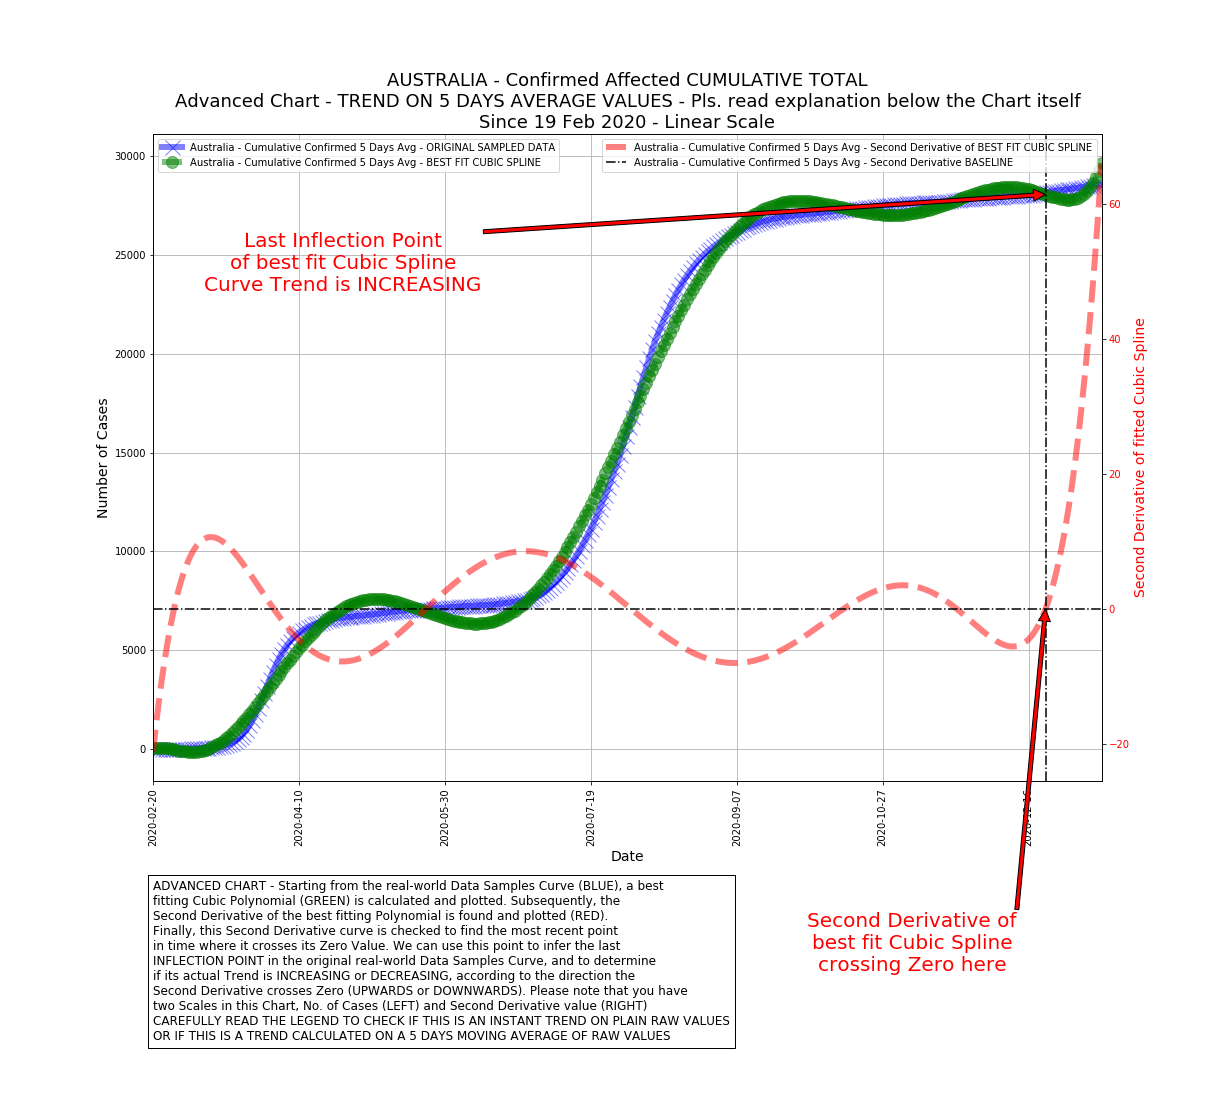 AUSTRALIA - Confirmed Affected CUMULATIVE TOTAL
Advanced Chart - TREND ON 5 DAYS AVERAGE VALUES - Pls. read explanation below the Chart itself
Since 19 Feb 2020 - Linear Scale
Australia - Cumulative Confirmed 5 Days Avg - ORIGINAL SAMPLED DATA
Australia - Cumulative Confirmed 5 Days Avg - BEST FIT CUBIC SPLINE
Australia - Cumulative Confirmed 5 Days Avg - Second Derivative of BEST FIT CUBIC SPLINE
Australia - Cumulative Confirmed 5 Days Avg - Second Derivative BASELINE
30000
25000
20000
15000
10000
5000
0
Number of Cases
Last Inflection Point
of best fit Cubic Spline
Curve Trend is INCREASING
60
40
20
0
−20
Second Derivative of fitted Cubic Spline
2020-02-20
2020-04-10
2020-05-30
2020-07-19
2020-09-07
2020-10-27
2020-12-16
Date
ADVANCED CHART - Starting from the real-world Data Samples Curve (BLUE), a best
fitting Cubic Polynomial (GREEN) is calculated and plotted. Subsequently, the
Second Derivative of the best fitting Polynomial is found and plotted (RED).
Finally, this Second Derivative curve is checked to find the most recent point
in time where it crosses its Zero Value. We can use this point to infer the last
INFLECTION POINT in the original real-world Data Samples Curve, and to determine
if its actual Trend is INCREASING or DECREASING, according to the direction the
Second Derivative crosses Zero (UPWARDS or DOWNWARDS). Please note that you have
two Scales in this Chart, No. of Cases (LEFT) and Second Derivative value (RIGHT)
CAREFULLY READ THE LEGEND TO CHECK IF THIS IS AN INSTANT TREND ON PLAIN RAW VALUES
OR IF THIS IS A TREND CALCULATED ON A 5 DAYS MOVING AVERAGE OF RAW VALUES
Second Derivative of
best fit Cubic Spline
crossing Zero here